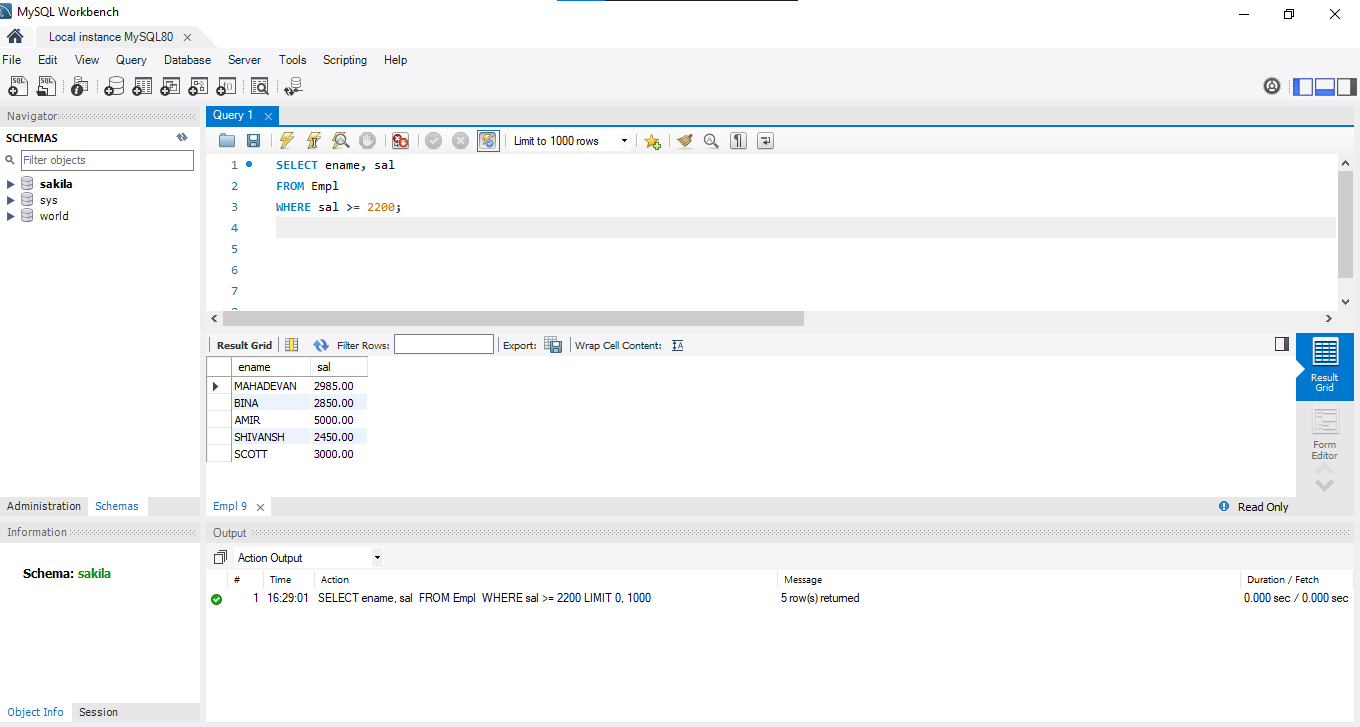 MySQL Workbench
Local instance MySQL80
File Edit View Query Database Server Tools Scripting Help
Navigator
SCHEMAS
Filter objects
sakila
sys
world
Administration Schemas
Information
Schema: sakila
Object Info Session
Query 1
Limit to 1000 rows
1 SELECT ename, sal
2 FROM Empl
3 WHERE sal >= 2200;
4
5
6
7
Result Grid Filter Rows: Export: Wrap Cell Content:
ename sal
MAHADEVAN 2985.00
BINA 2850.00
AMIR 5000.00
SHIVANSH 2450.00
SCOTT 3000.00
Result
Grid
Form
Editor
Empl 9 Read Only
Output
Action Output
# Time Action Message Duration / Fetch
1 16:29:01 SELECT ename, sal FROM Empl WHERE sal >= 2200 LIMIT 0, 1000 5 row(s) returned 0.000 sec / 0.000 sec